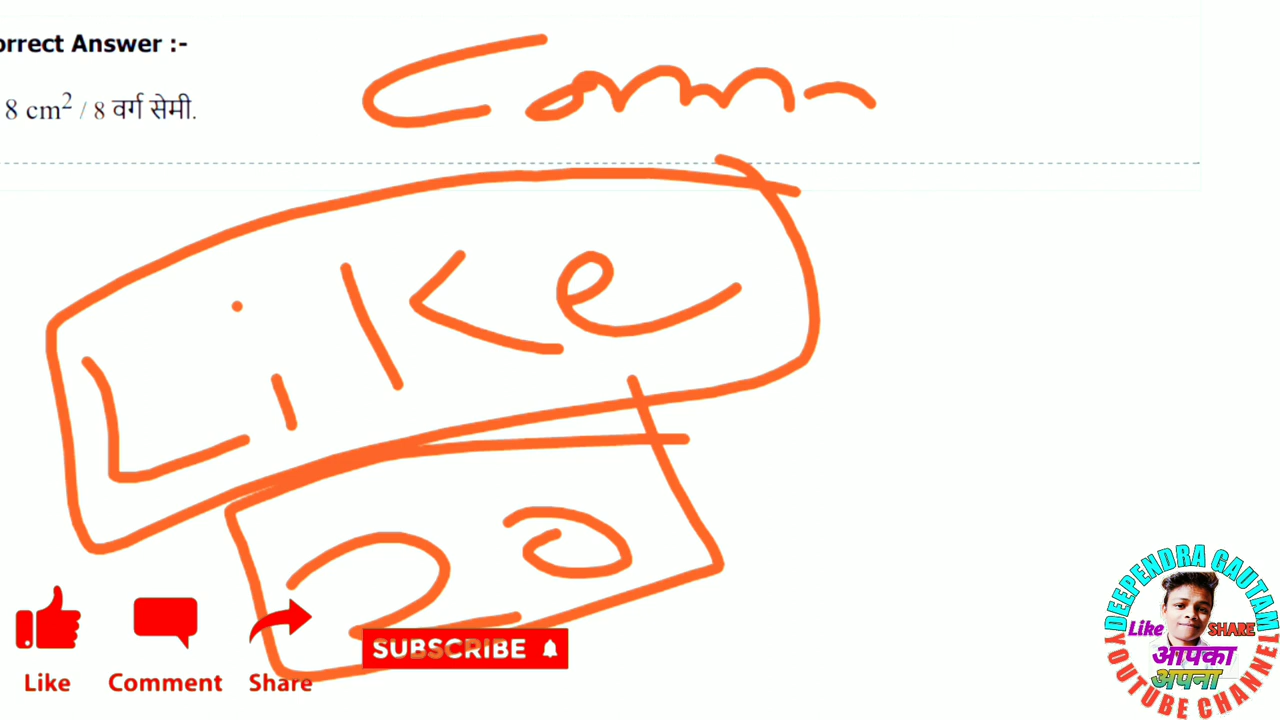 orrect Answer :-
8 cm² / 8 वर्ग सेमी.
Comm
Like
20
Like Comment Share
SUBSCRIBE
DEEPENDRA GAUTAM
Like SHARE
आपका
अपना
YOUTUBE CHANNEL